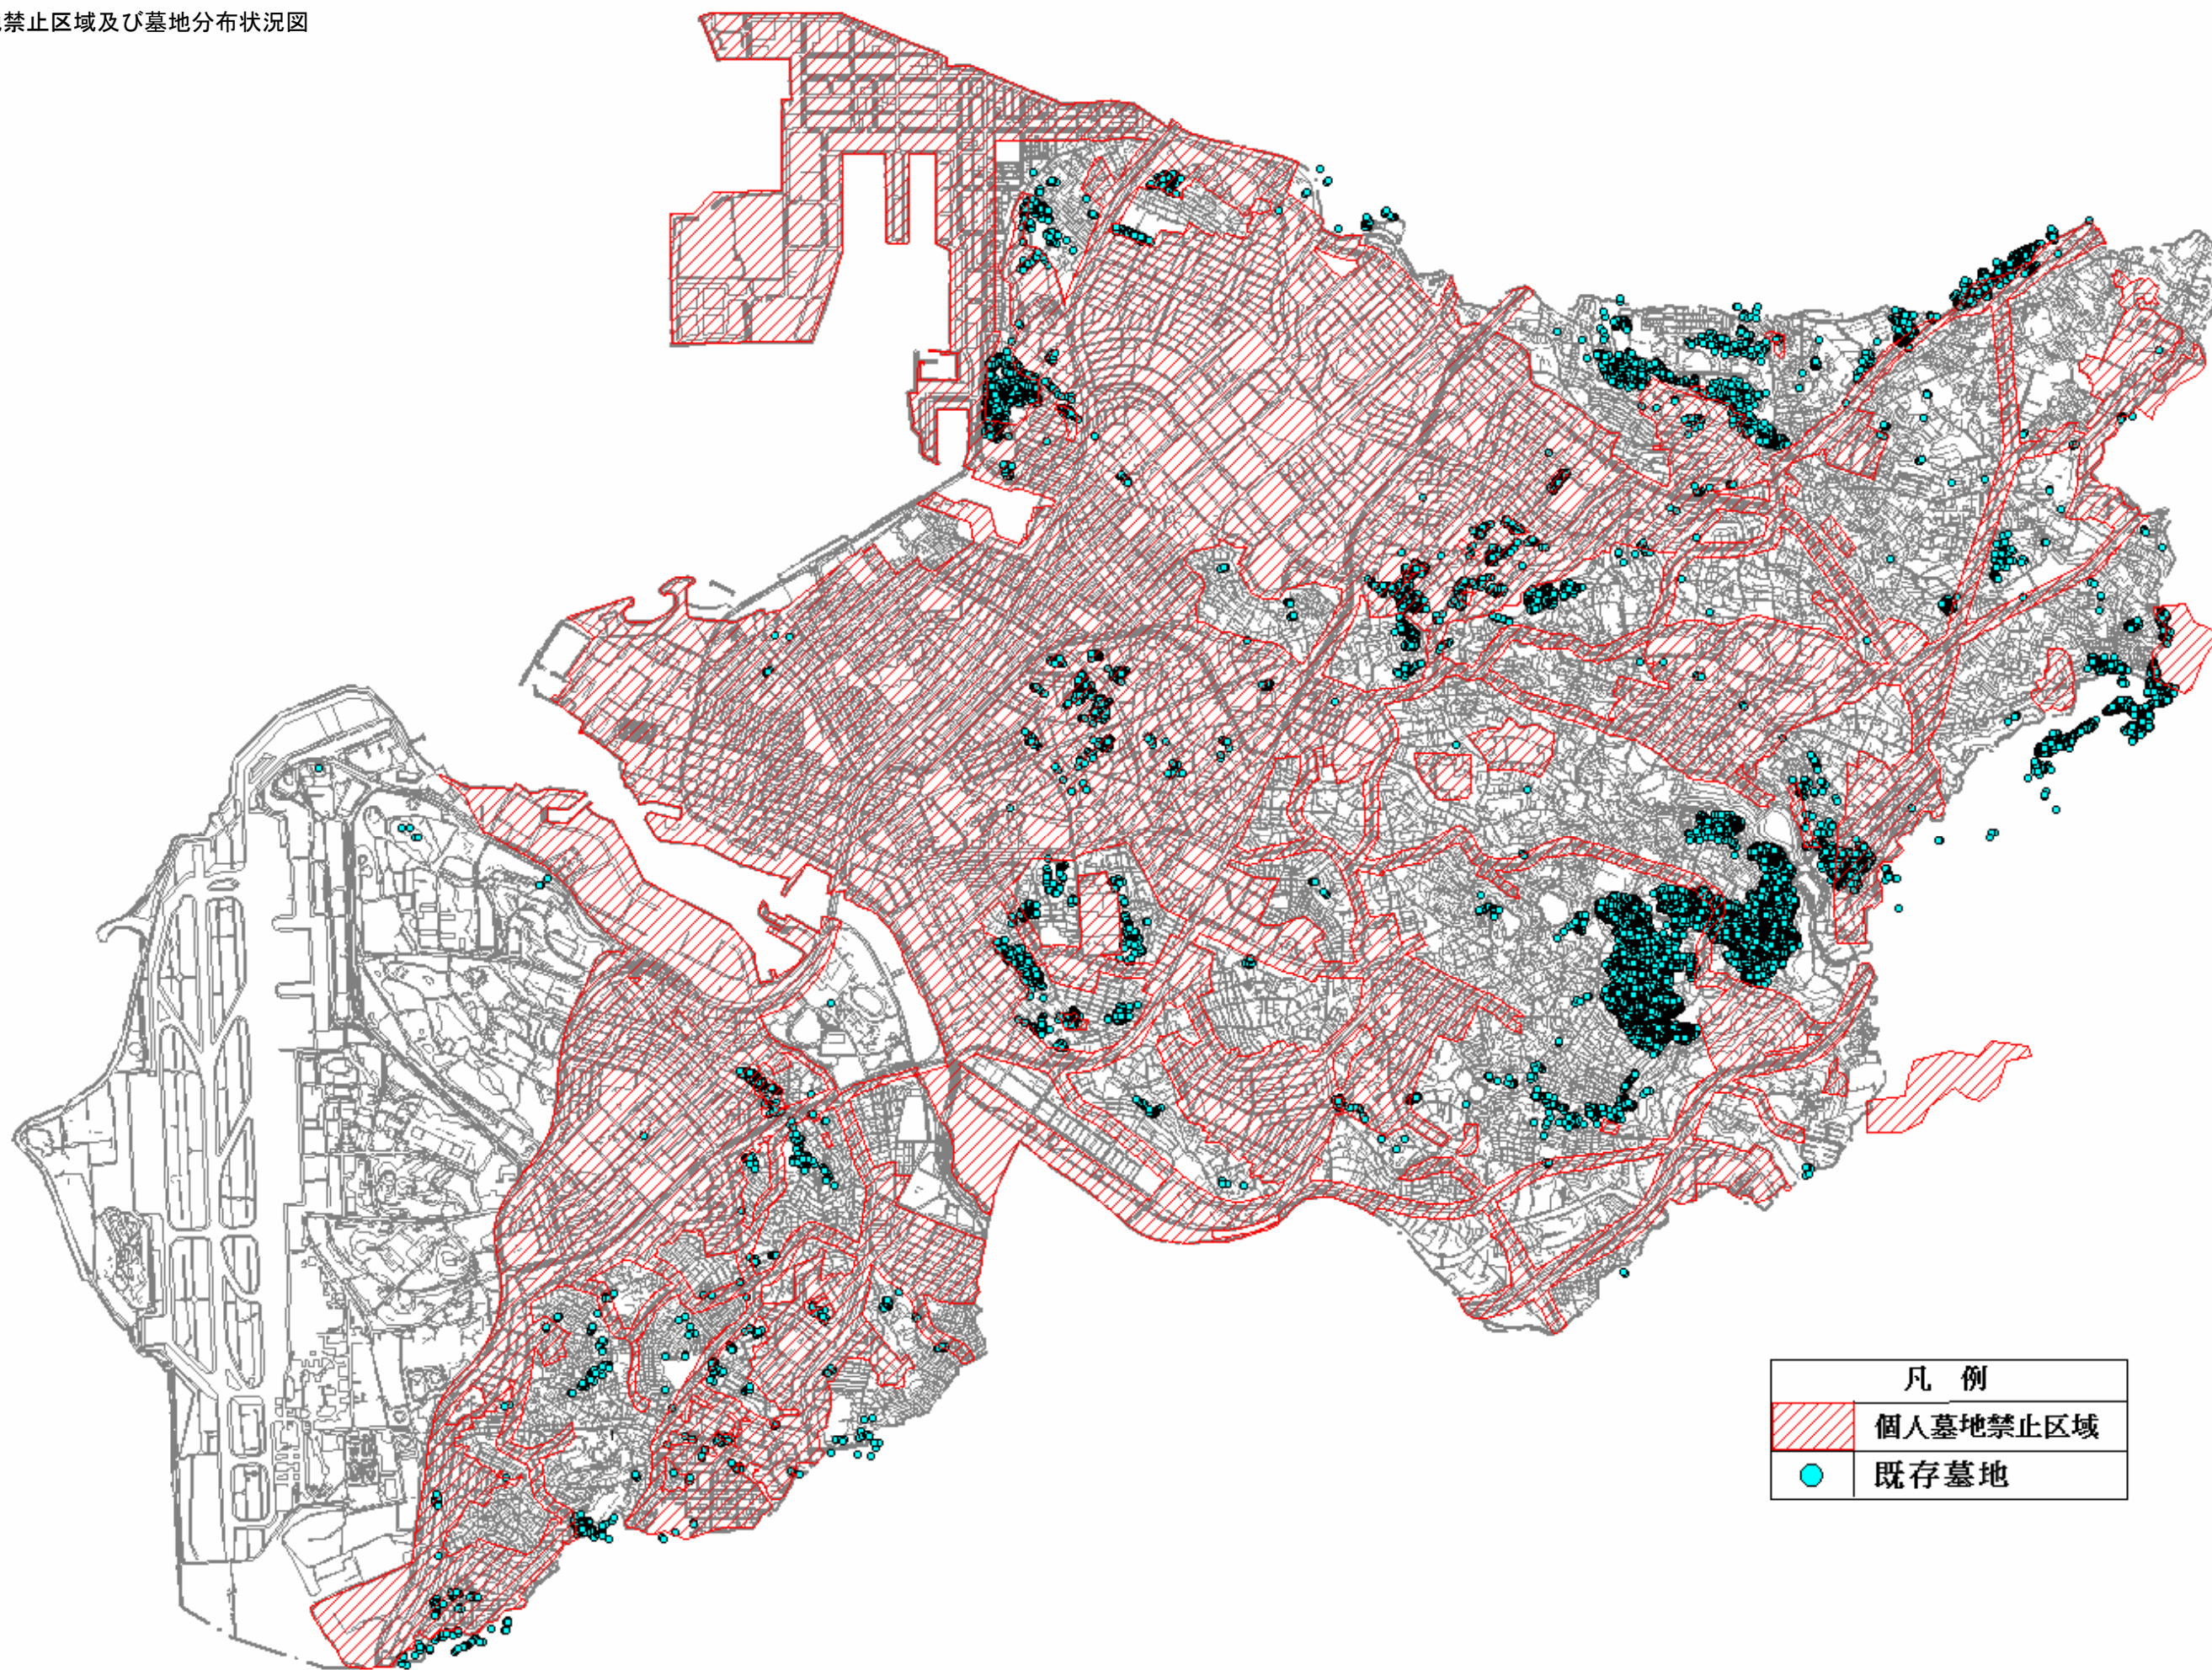 禁止区域及び墓地分布状況図
凡 例
個人墓地禁止区域
既存墓地